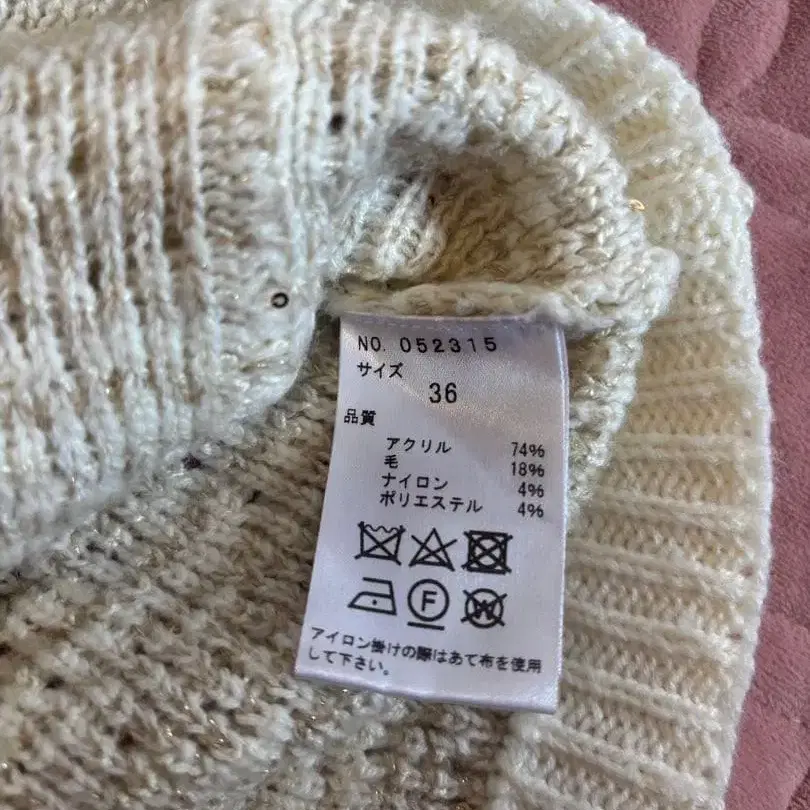 NO. 052315
サイズ
36
品質
アクリル 74%
毛 18%
ナイロン 4%
ポリエステル 4%
F W
アイロン掛けの際はあて布を使用
して下さい。